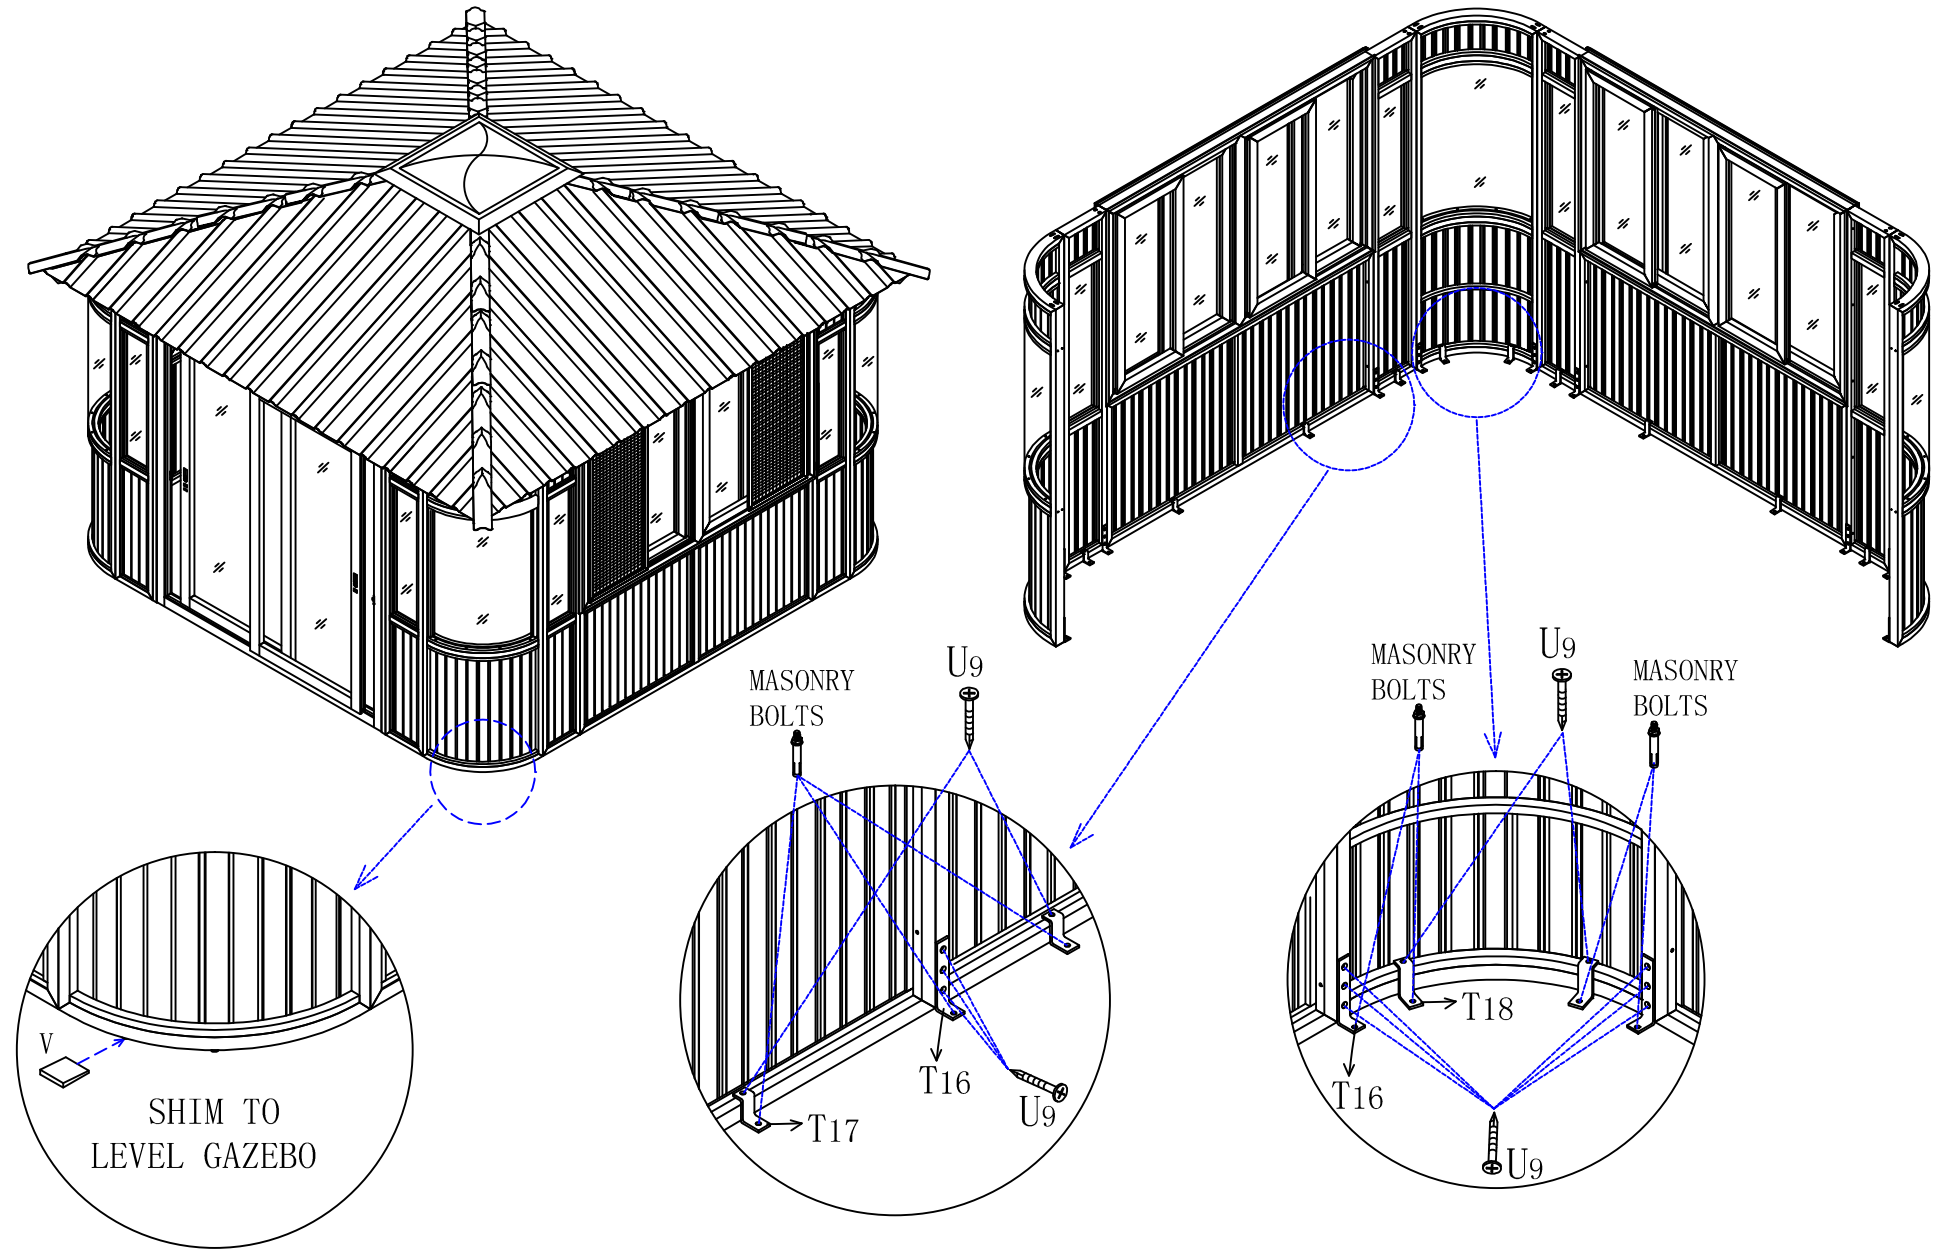 MASONRY
BOLTS
U9
MASONRY
BOLTS
U9
MASONRY
BOLTS
V
SHIM TO
LEVEL GAZEBO
T16
U9
T17
T18
T16
U9